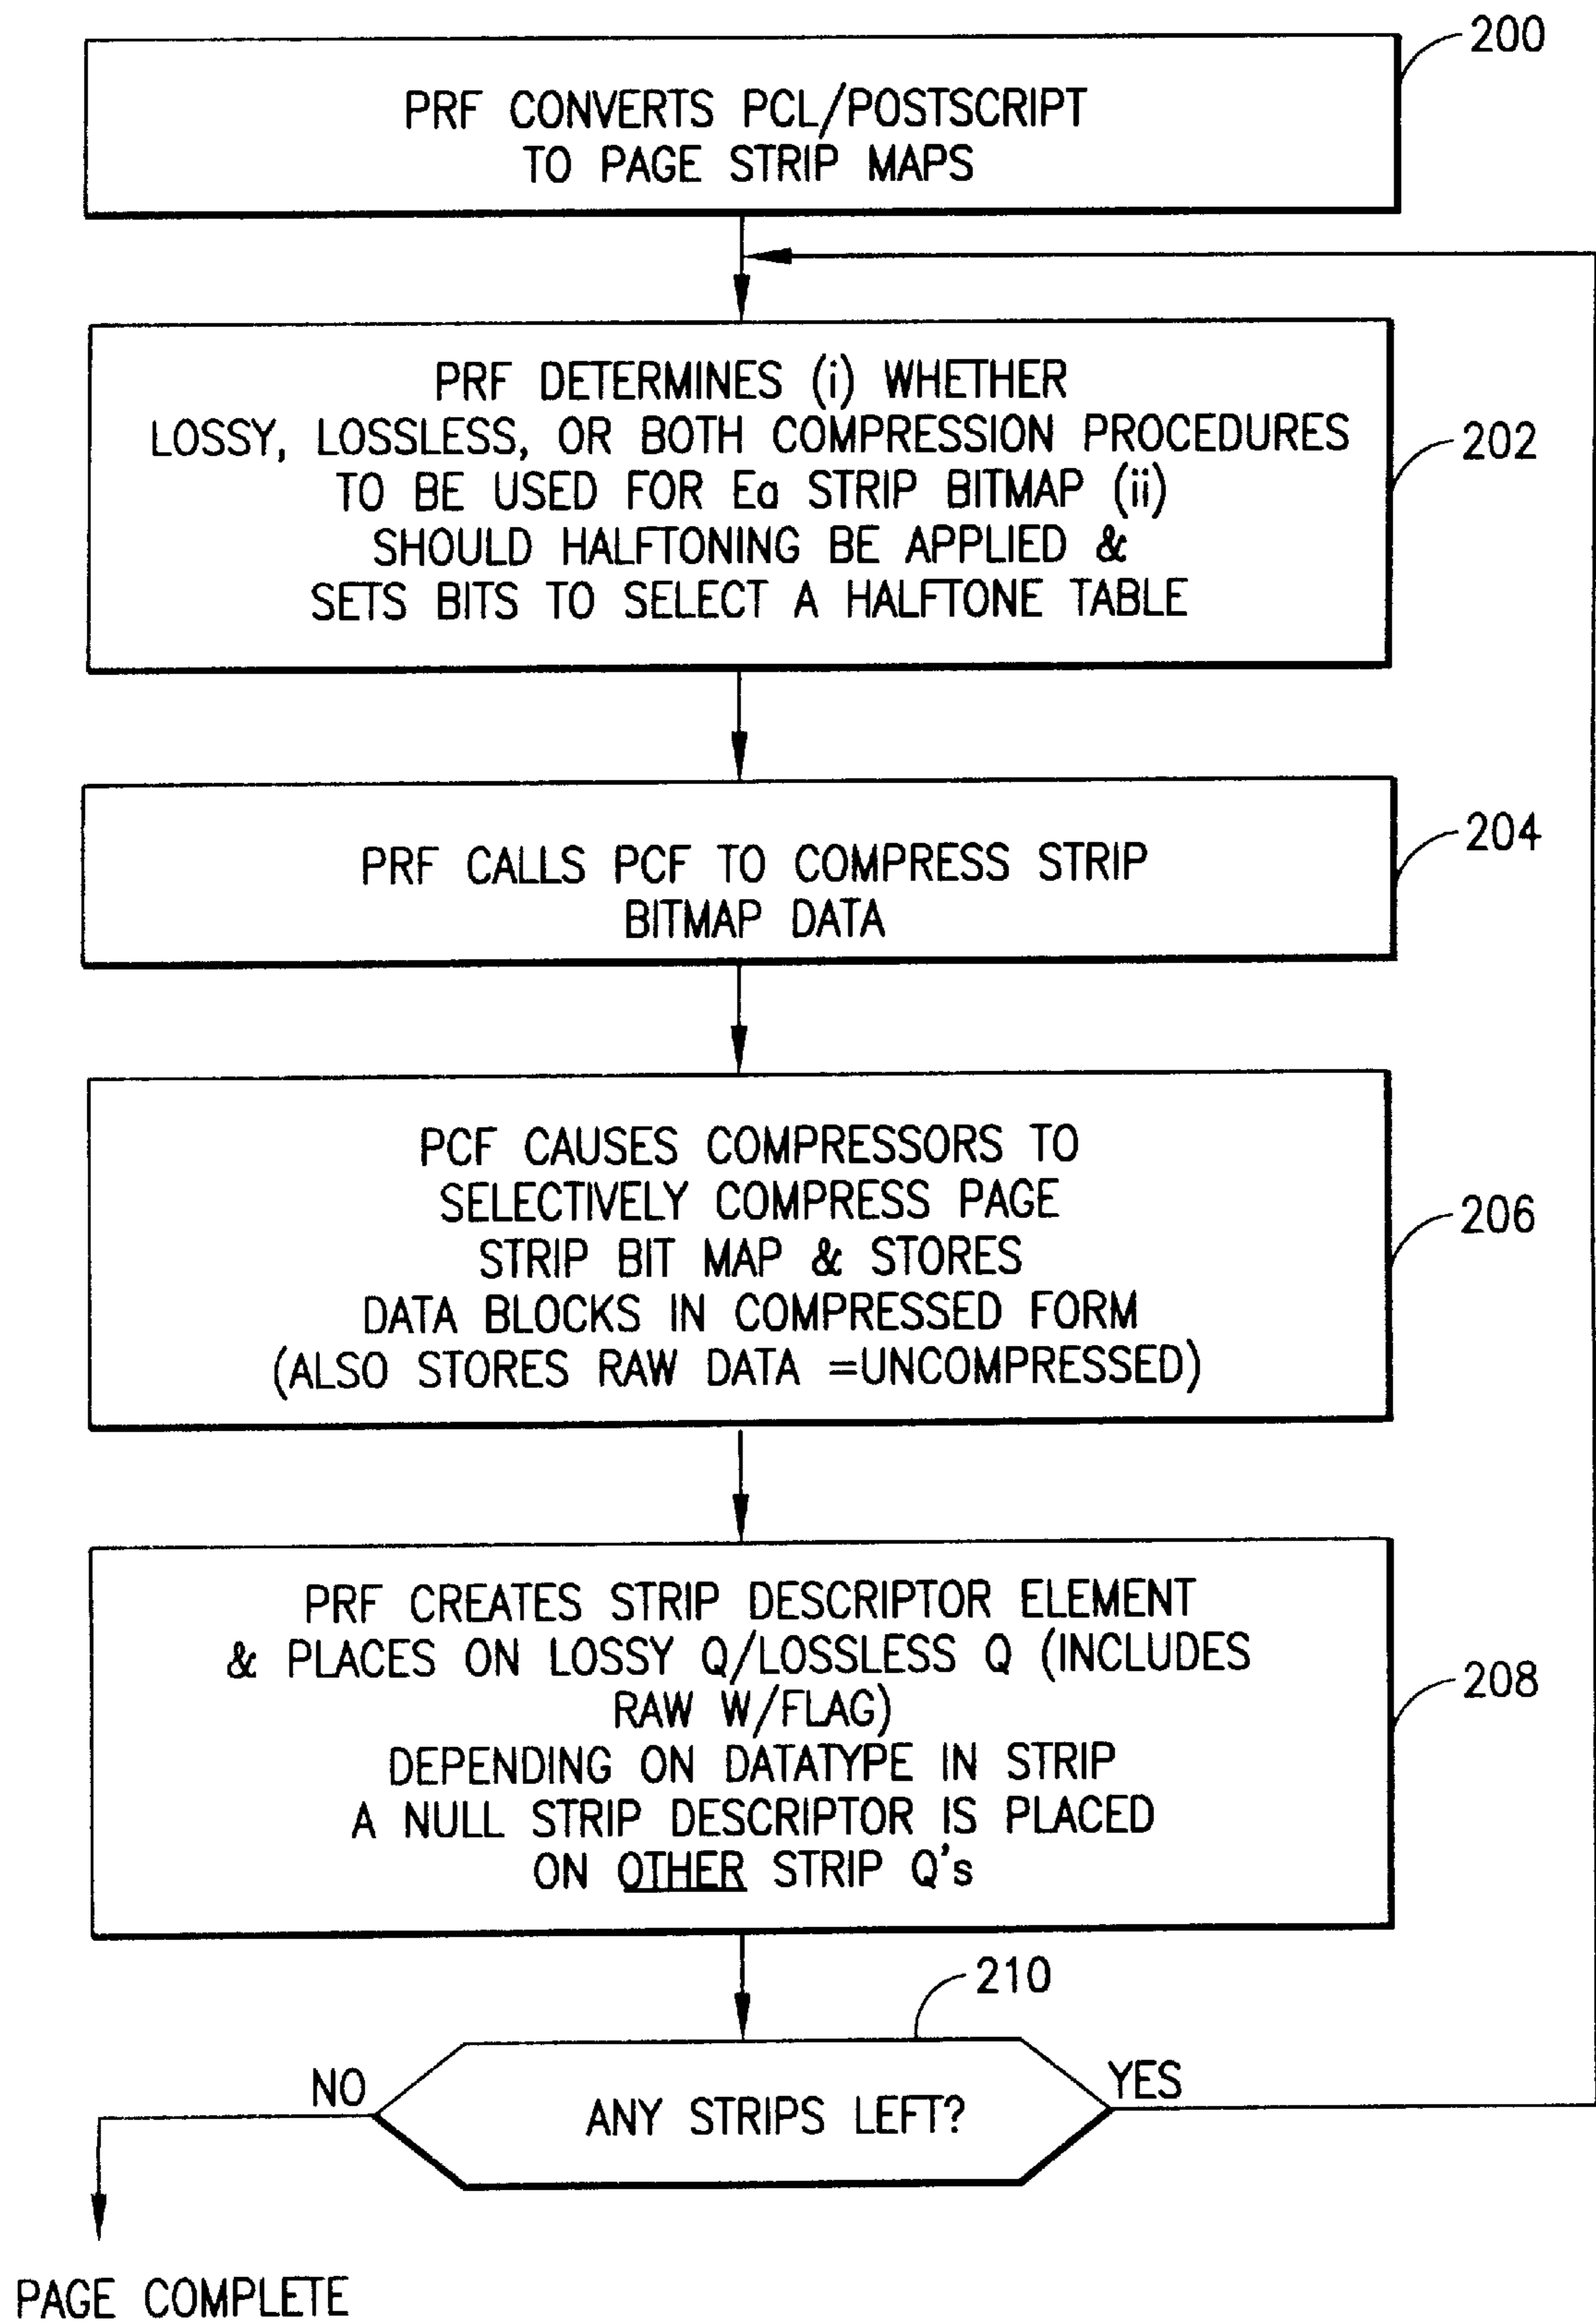 200
PRF CONVERTS PCL/POSTSCRIPT
TO PAGE STRIP MAPS
PRF DETERMINES (i) WHETHER
LOSSY, LOSSLESS, OR BOTH COMPRESSION PROCEDURES
TO BE USED FOR Ea STRIP BITMAP (ii)
SHOULD HALFTONING BE APPLIED &
SETS BITS TO SELECT A HALFTONE TABLE
202
PRF CALLS PCF TO COMPRESS STRIP
BITMAP DATA
204
PCF CAUSES COMPRESSORS TO
SELECTIVELY COMPRESS PAGE
STRIP BIT MAP & STORES
DATA BLOCKS IN COMPRESSED FORM
(ALSO STORES RAW DATA =UNCOMPRESSED)
206
PRF CREATES STRIP DESCRIPTOR ELEMENT
& PLACES ON LOSSY Q/LOSSLESS Q (INCLUDES
RAW W/FLAG)
DEPENDING ON DATATYPE IN STRIP
A NULL STRIP DESCRIPTOR IS PLACED
ON OTHER STRIP Q's
208
210
NO
ANY STRIPS LEFT?
YES
PAGE COMPLETE